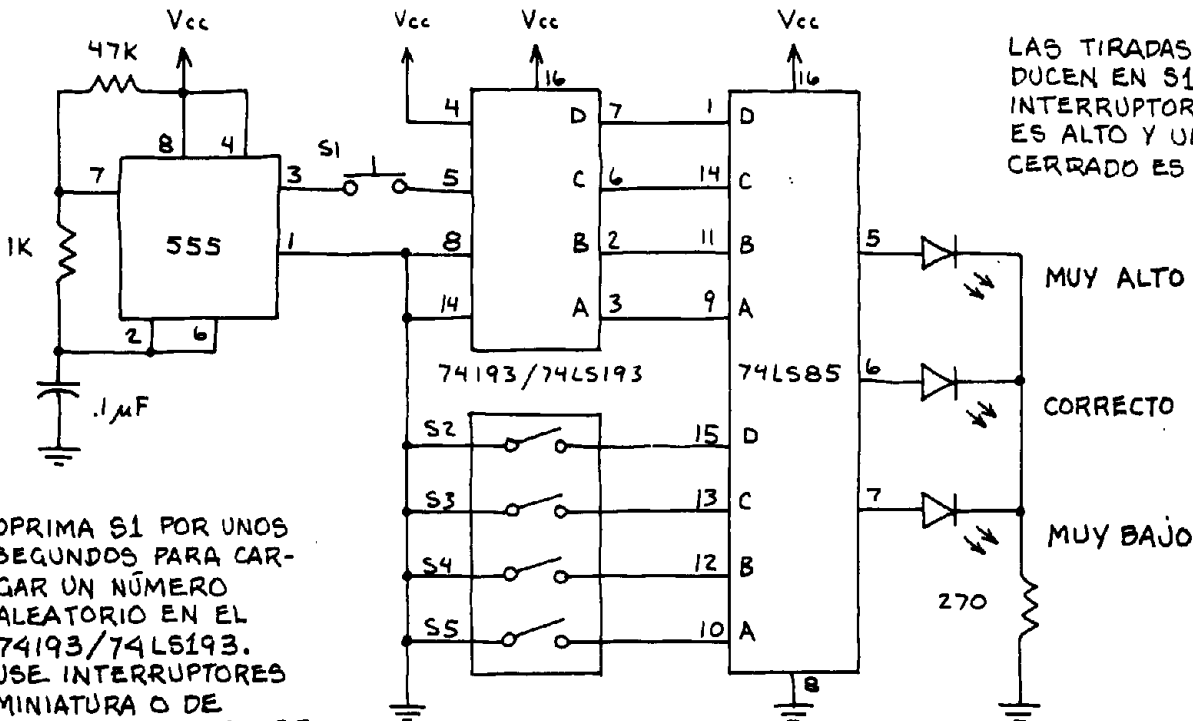 Vcc
Vcc
Vcc
Vcc
47K
16
16
8
4
7
3
S1
4
5
8
14
D 7
C 6
B 2
A 3
1 D
14 C
11 B
9 A
1K
555
1
2
6
.1µF
74193/74LS193
74LS85
5
6
7
MUY ALTO
CORRECTO
MUY BAJO
S2
S3
S4
S5
15 D
13 C
12 B
10 A
8
270
LAS TIRADAS
DUCEN EN S1
INTERRUPTOR
ES ALTO Y
CERRADO ES
OPRIMA S1 POR UNOS
SEGUNDOS PARA CAR-
GAR UN NÚMERO
ALEATORIO EN EL
74193/74LS193.
USE INTERRUPTORES
MINIATURA O DE